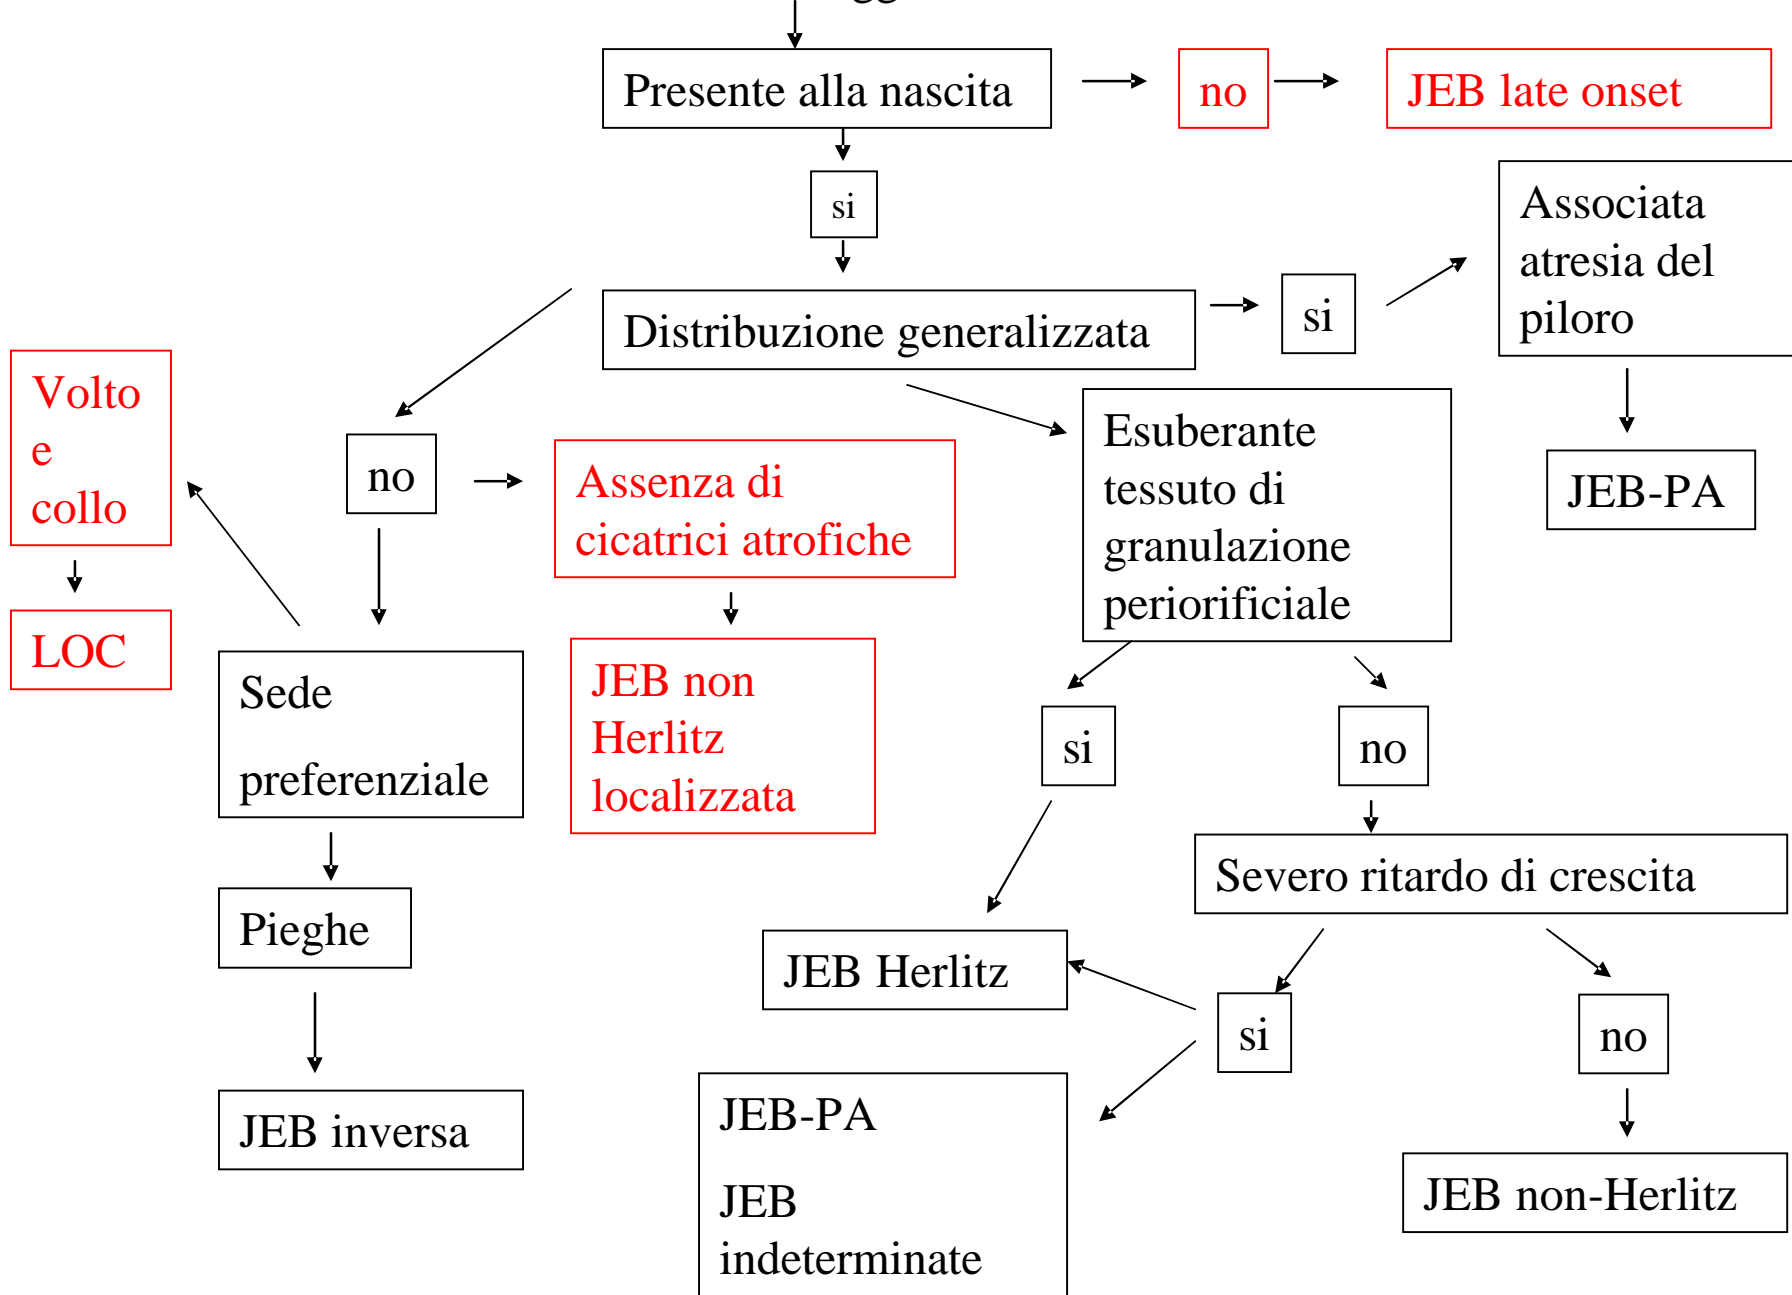 Presente alla nascita
no
JEB late onset
si
Associata
atresia del
piloro
Distribuzione generalizzata
si
Volto
e
collo
no
Assenza di
cicatrici atrofiche
Esuberante
tessuto di
granulazione
periorificiale
JEB-PA
LOC
Sede
preferenziale
JEB non
Herlitz
localizzata
si
no
Severo ritardo di crescita
Pieghe
JEB Herlitz
si
no
JEB inversa
JEB-PA
JEB
indeterminate
JEB non-Herlitz